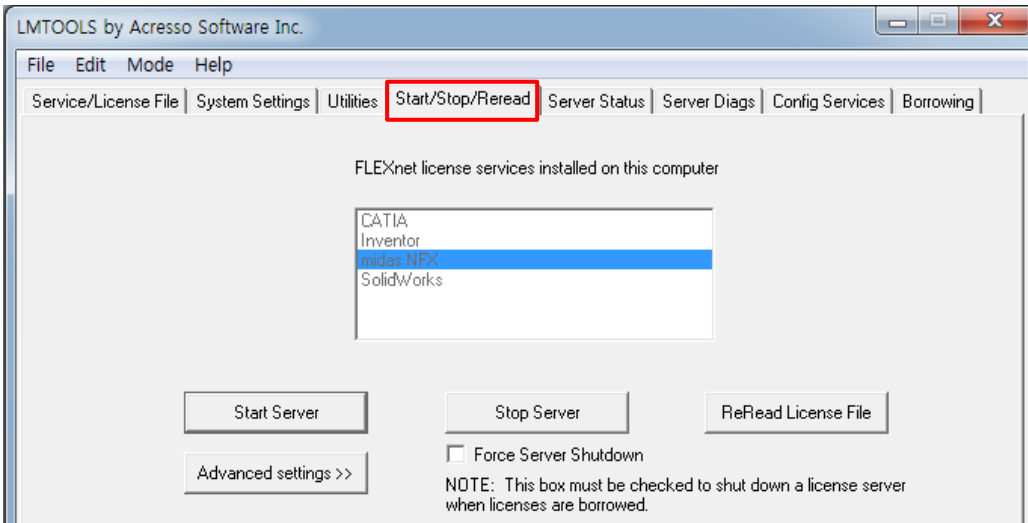 LMTOOLS by Acresso Software Inc.
File Edit Mode Help
Service/License File System Settings Utilities Start/Stop/Reread Server Status Server Diags Config Services Borrowing
FLEXnet license services installed on this computer
CATIA
Inventor
midas NFX
SolidWorks
Start Server Stop Server ReRead License File
Advanced settings >> Force Server Shutdown
NOTE: This box must be checked to shut down a license server
when licenses are borrowed.